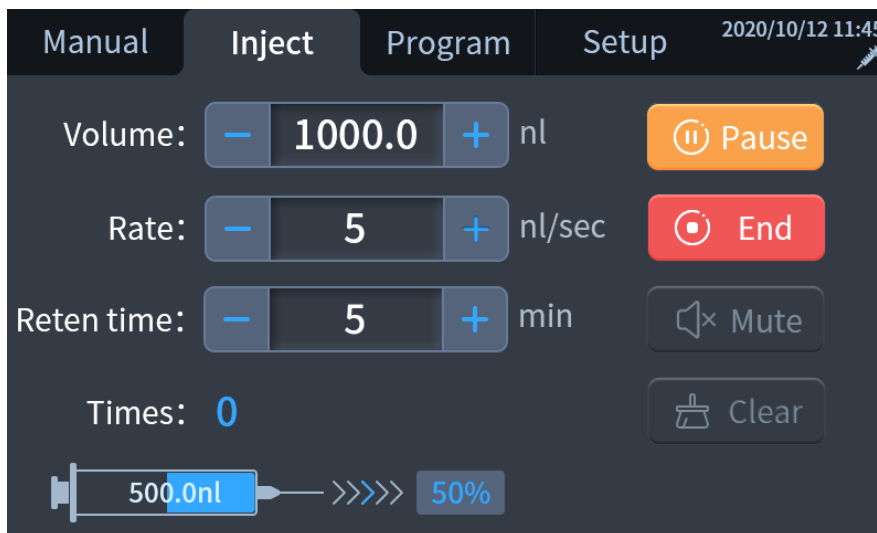 Manual Inject Program Setup 2020/10/12 11:45
Volume: − 1000.0 + nl Pause
Rate: − 5 + nl/sec End
Reten time: − 5 + min Mute
Times: 0 Clear
500.0nl 50%